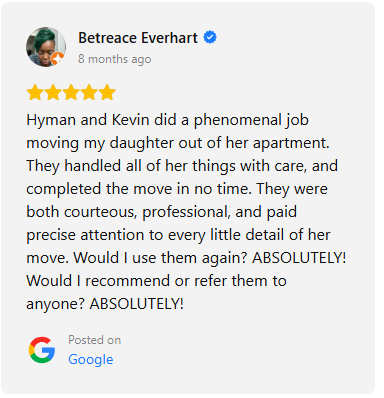 Betreace Everhart
8 months ago
Hyman and Kevin did a phenomenal job
moving my daughter out of her apartment.
They handled all of her things with care, and
completed the move in no time. They were
both courteous, professional, and paid
precise attention to every little detail of her
move. Would I use them again? ABSOLUTELY!
Would I recommend or refer them to
anyone? ABSOLUTELY!
Posted on
Google